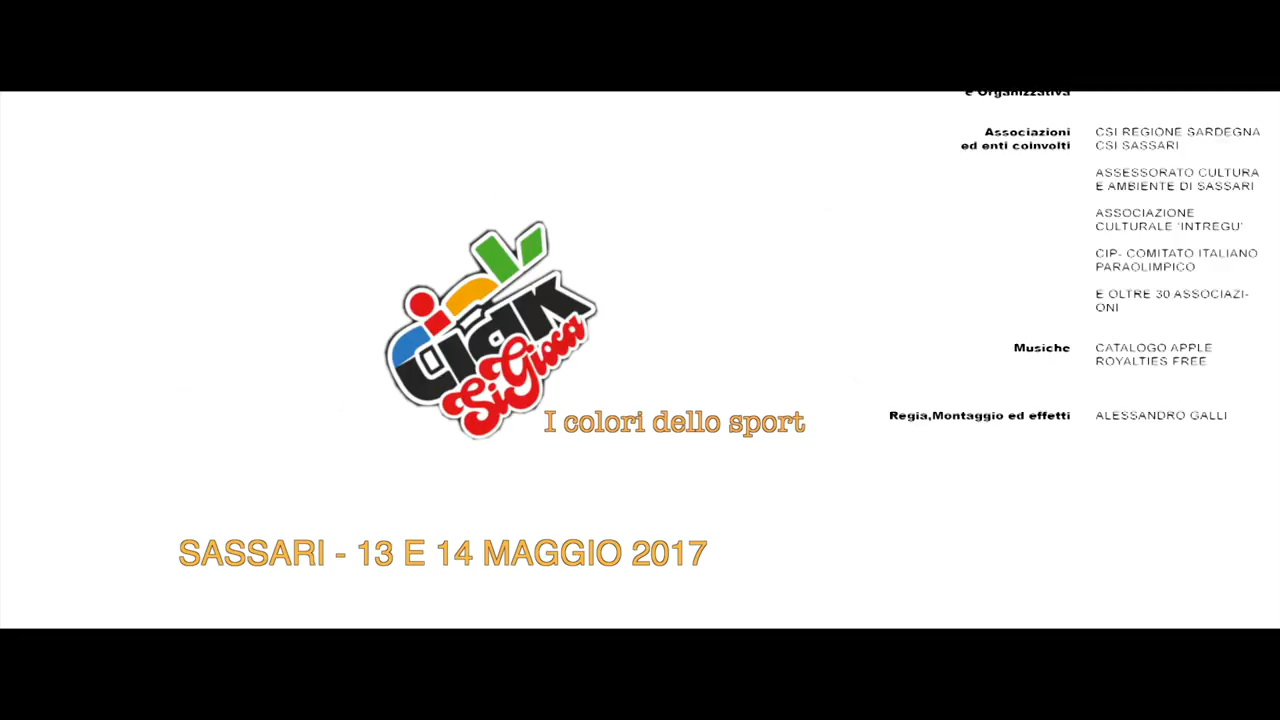 e Organizzativa
Associazioni
ed enti coinvolti
CSI REGIONE SARDEGNA
CSI SASSARI
ASSESSORATO CULTURA
E AMBIENTE DI SASSARI
ASSOCIAZIONE
CULTURALE 'INTREGU'
CIP- COMITATO ITALIANO
PARAOLIMPICO
E OLTRE 30 ASSOCIAZI-
ONI
Musiche
CATALOGO APPLE
ROYALTIES FREE
Regia,Montaggio ed effetti
ALESSANDRO GALLI
ciak
Si Gioca
I colori dello sport
SASSARI - 13 E 14 MAGGIO 2017